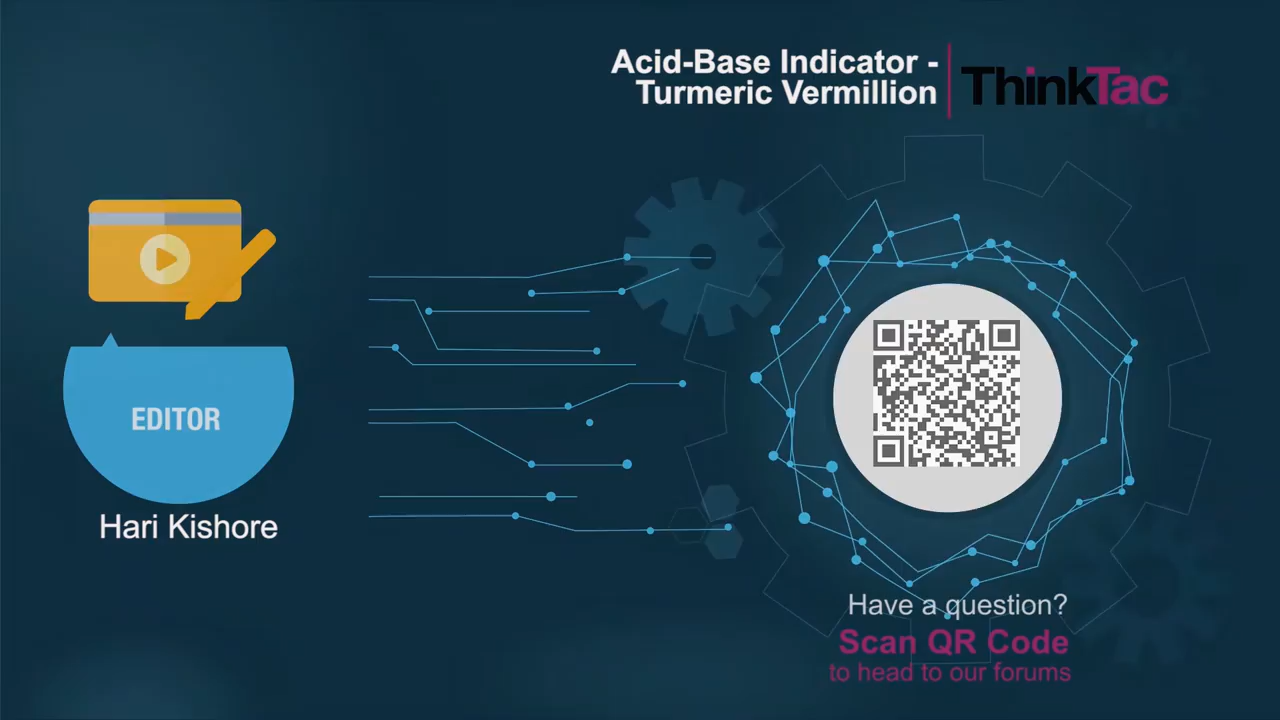 Acid-Base Indicator -
Turmeric Vermillion
ThinkTac
EDITOR
Hari Kishore
Have a question?
Scan QR Code
to head to our forums